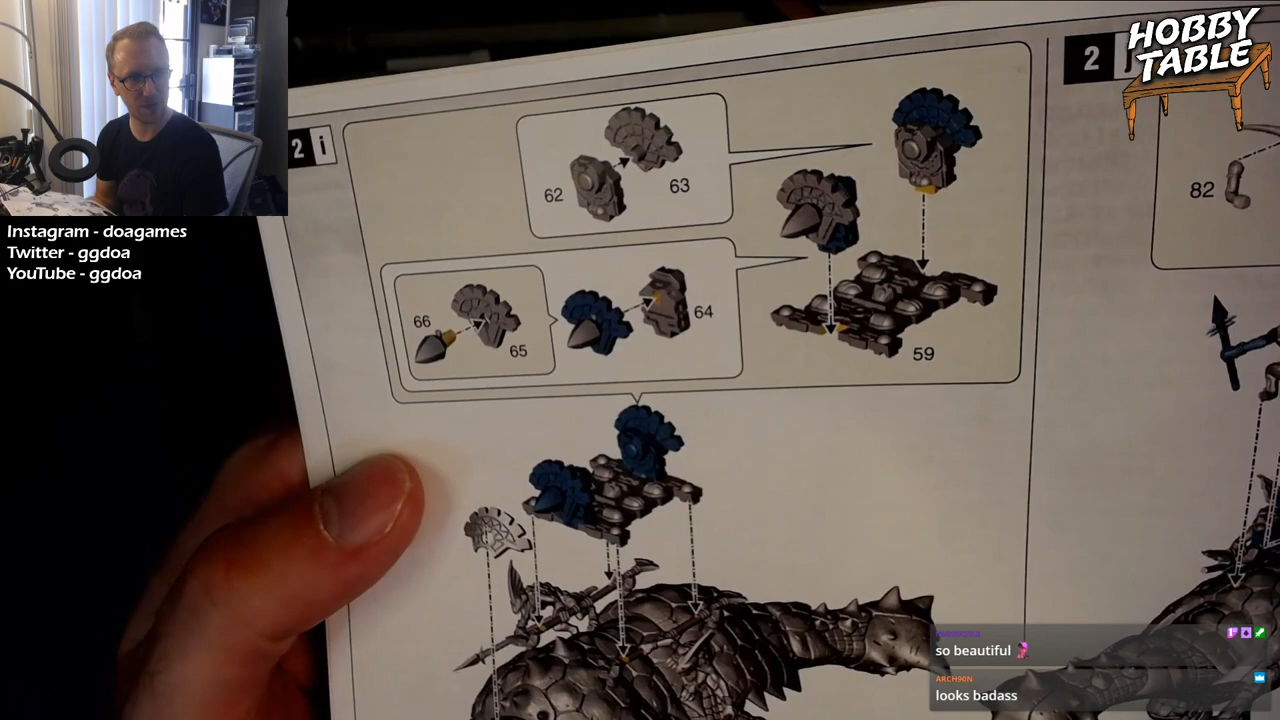 HOBBY
TABLE
2 i
2
62
63
82
66
65
64
59
Instagram - doagames
Twitter - ggdoa
YouTube - ggdoa
so beautiful
ARCH90N
looks badass